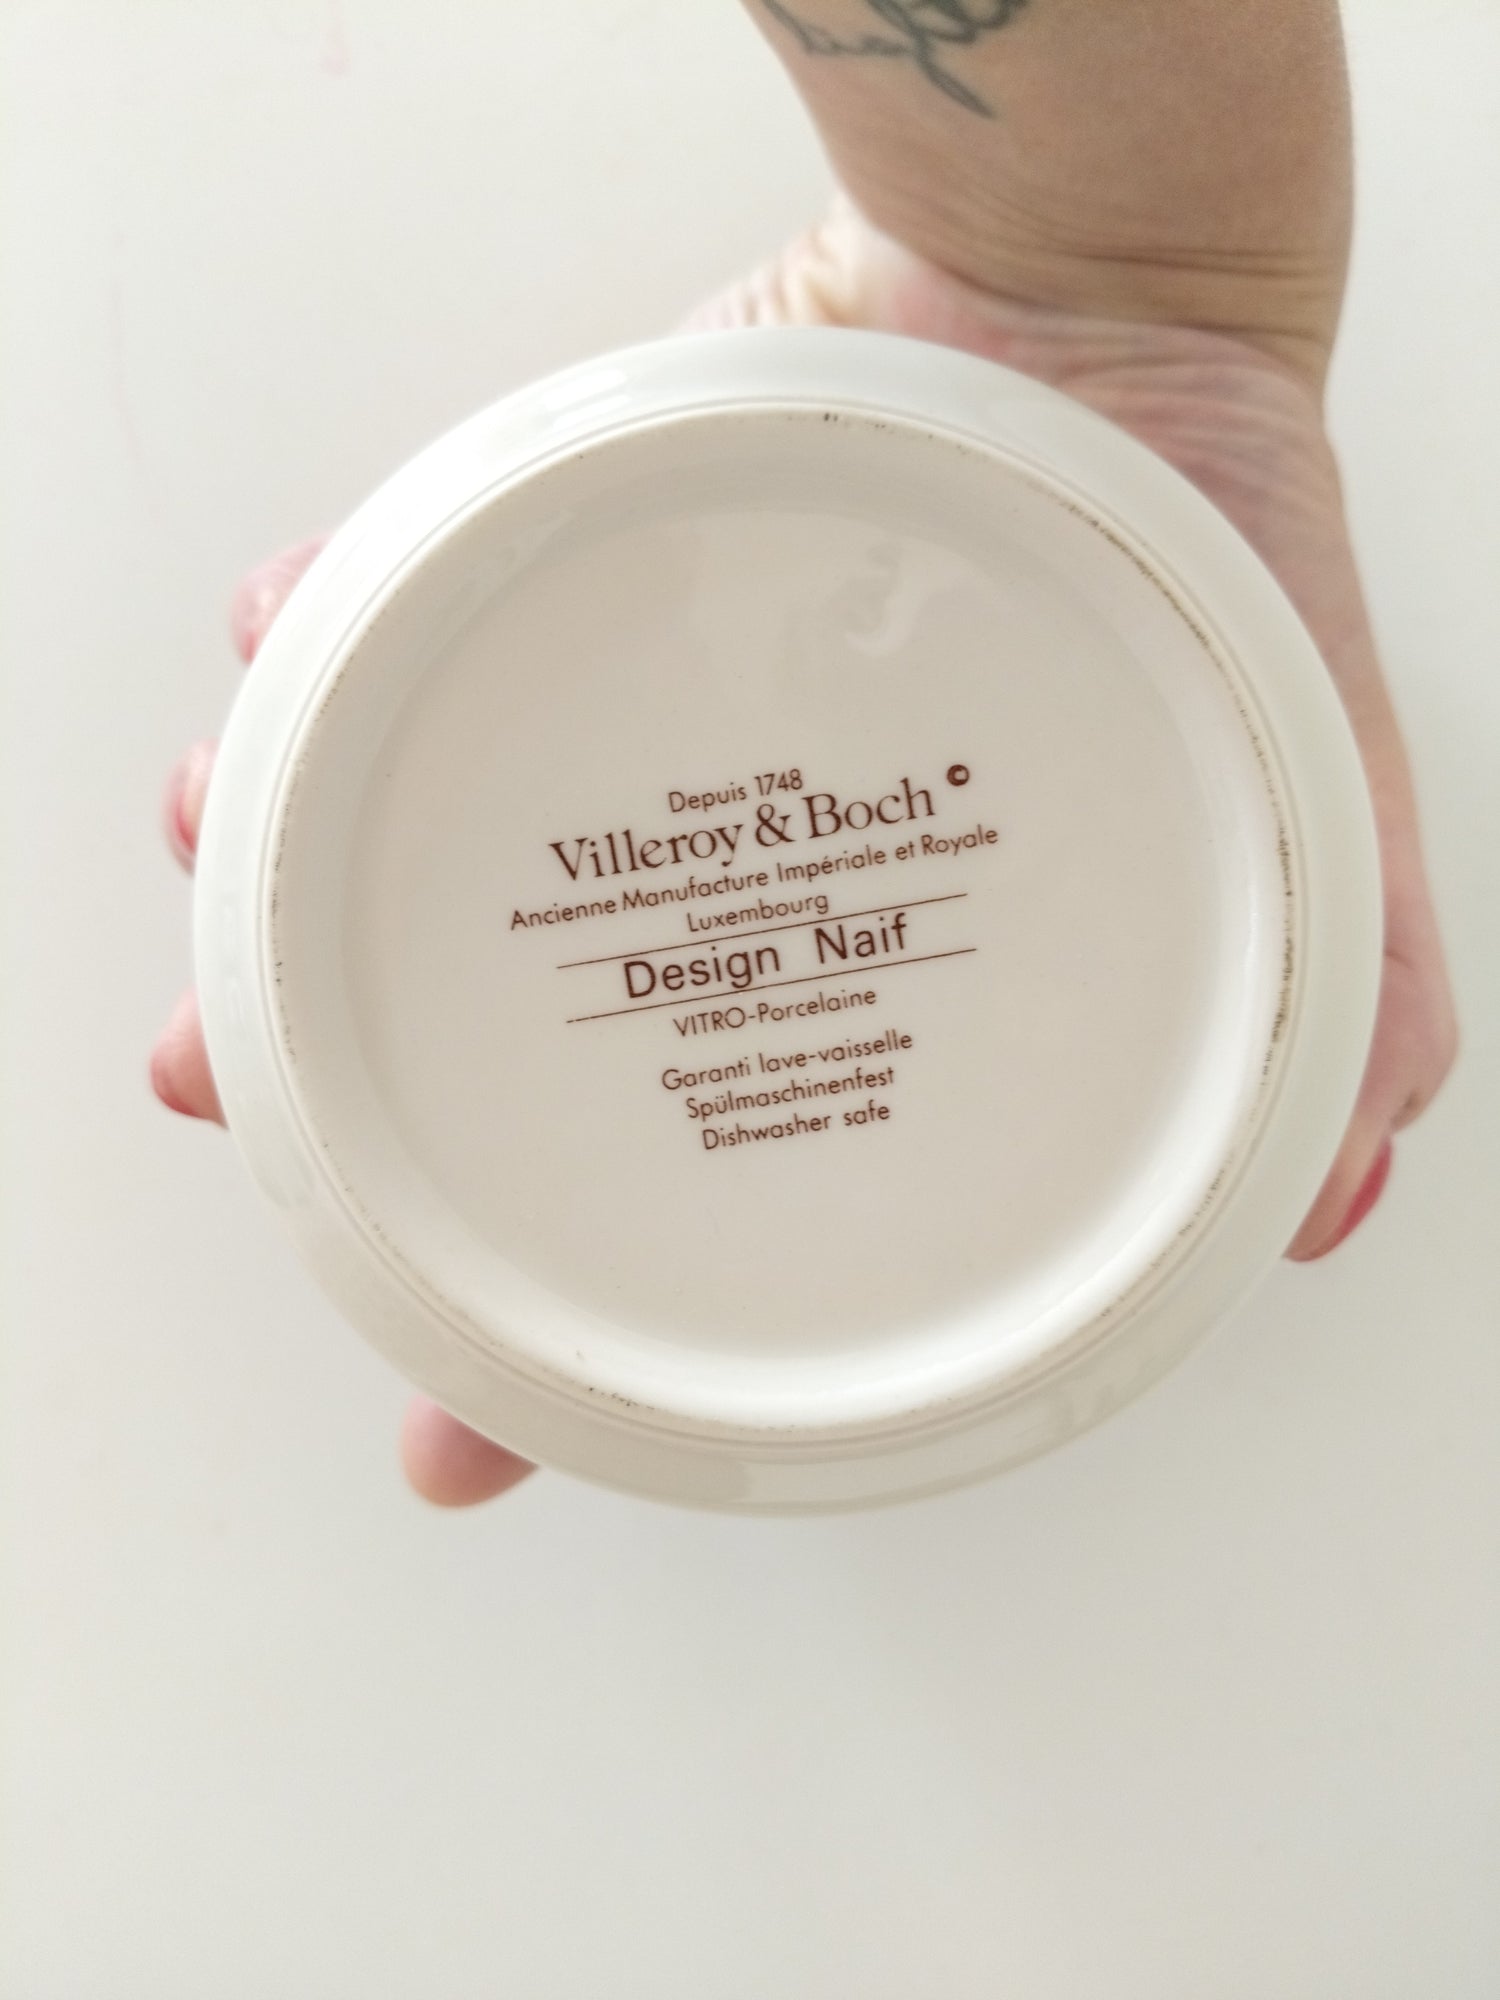 Depuis 1748
Villeroy & Boch ©
Ancienne Manufacture Impériale et Royale
Luxembourg
Design Naif
VITRO-Porcelaine
Garanti lave-vaisselle
Spülmaschinenfest
Dishwasher safe